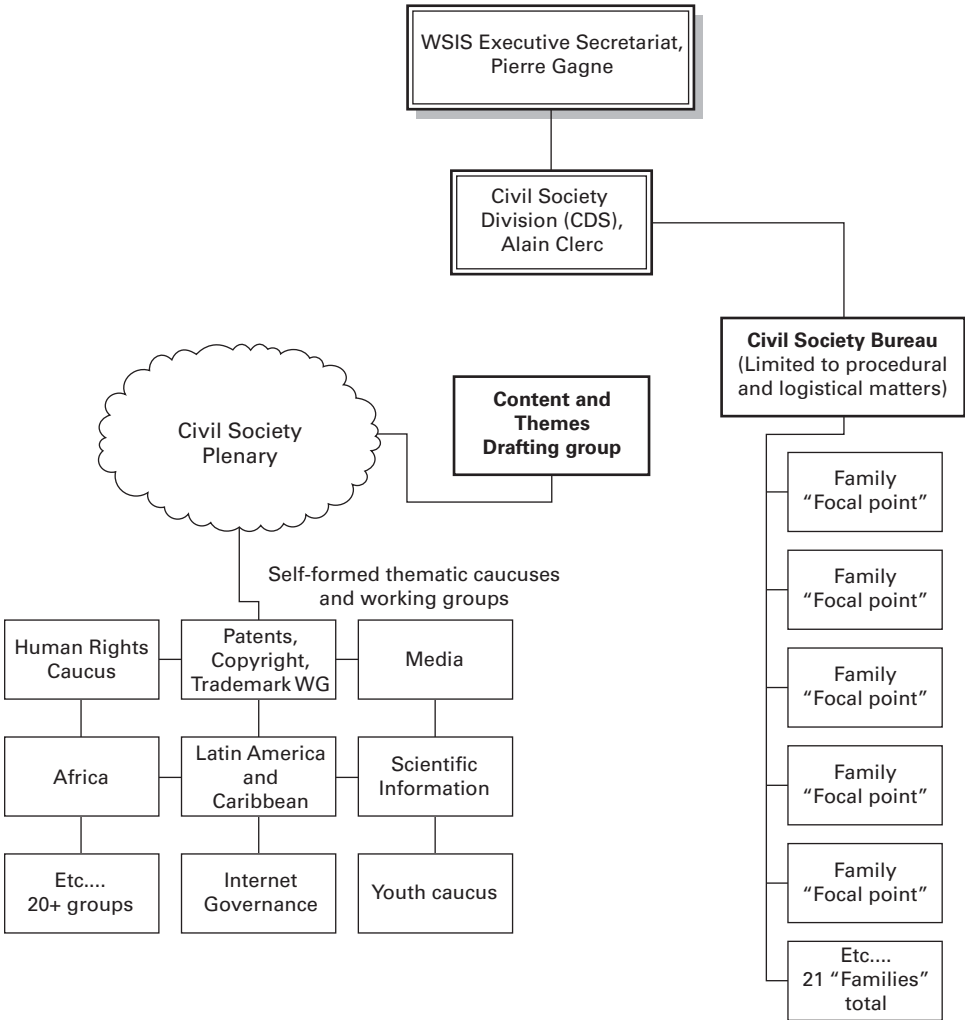 WSIS Executive Secretariat,
Pierre Gagne
Civil Society
Division (CDS),
Alain Clerc
Civil Society Bureau
(Limited to procedural
and logistical matters)
Content and
Themes
Drafting group
Civil Society
Plenary
Family
“Focal point”
Family
“Focal point”
Family
“Focal point”
Family
“Focal point”
Family
“Focal point”
Etc....
21 “Families”
total
Self-formed thematic caucuses
and working groups
Human Rights
Caucus
Patents,
Copyright,
Trademark WG
Media
Africa
Latin America
and
Caribbean
Scientific
Information
Etc....
20+ groups
Internet
Governance
Youth caucus